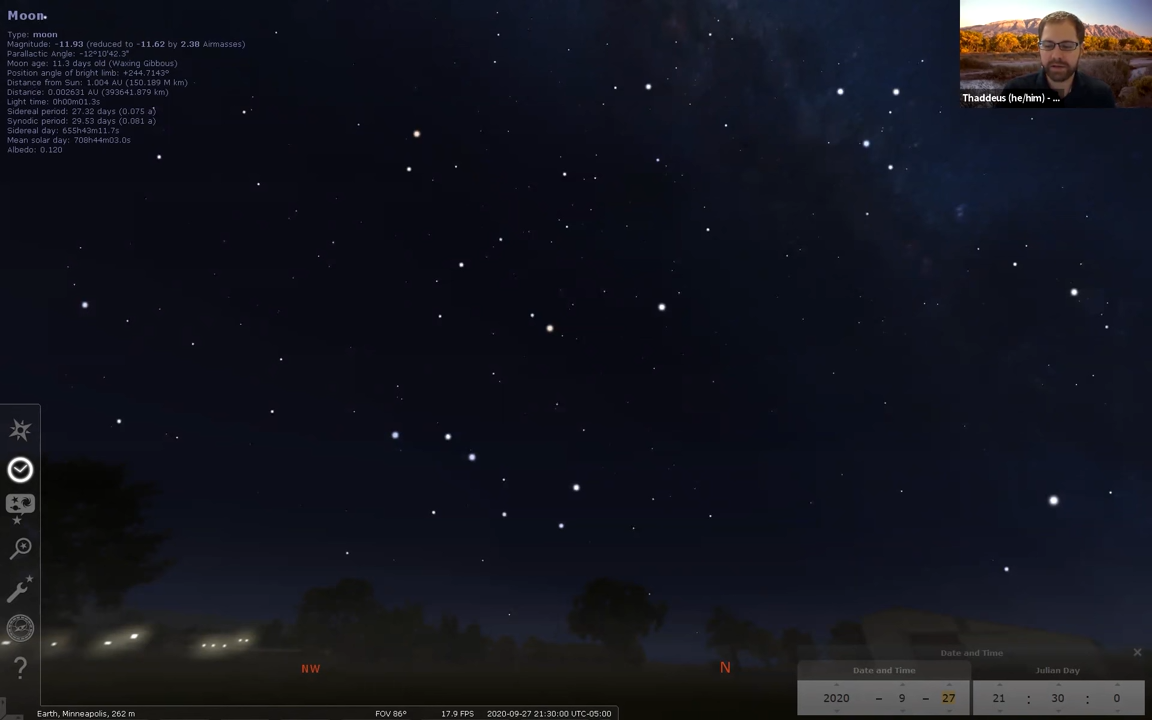 Moon
Type: moon
Magnitude: -11.93 (reduced to -11.62 by 2.38 Airmasses)
Parallactic Angle: -12°10'42.3"
Moon age: 11.3 days old (Waxing Gibbous)
Position angle of bright limb: +244.7143°
Distance from Sun: 1.004 AU (150.189 M km)
Distance: 0.002631 AU (393641.879 km)
Light time: 0h00m01.3s
Sidereal period: 27.32 days (0.075 a)
Synodic period: 29.53 days (0.081 a)
Sidereal day: 655h43m11.7s
Mean solar day: 708h44m03.0s
Albedo: 0.120
Thaddeus (he/him) - ...
NW
N
Date and Time
Date and Time Julian Day
2020 - 9 - 27 21 : 30 : 0
Earth, Minneapolis, 262 m FOV 86° 17.9 FPS 2020-09-27 21:30:00 UTC-05:00